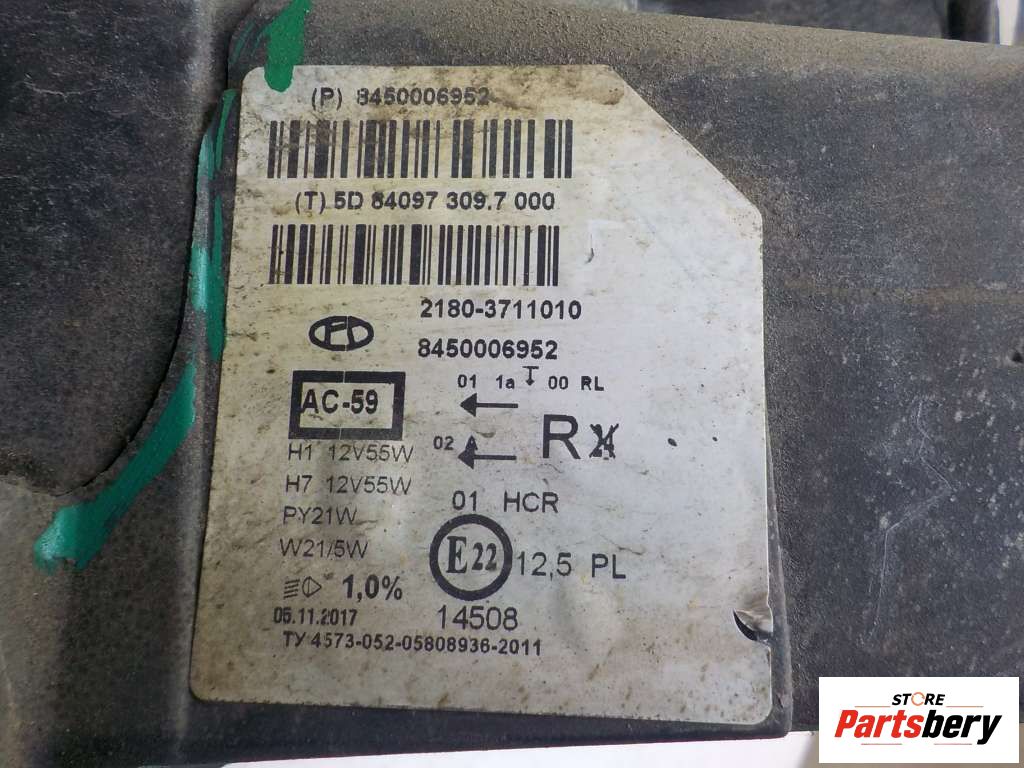 (P) 8450006952
(T) 5D 84097 309.7 000
2180-3711010
8450006952
AC-59
01 1a 00 RL
02 A
R
H1 12V55W
H7 12V55W
01 HCR
PY21W
W21/5W
E22 12,5 PL
1,0%
05.11.2017
14508
ТУ 4573-052-05808936-2011
STORE
Partsbery